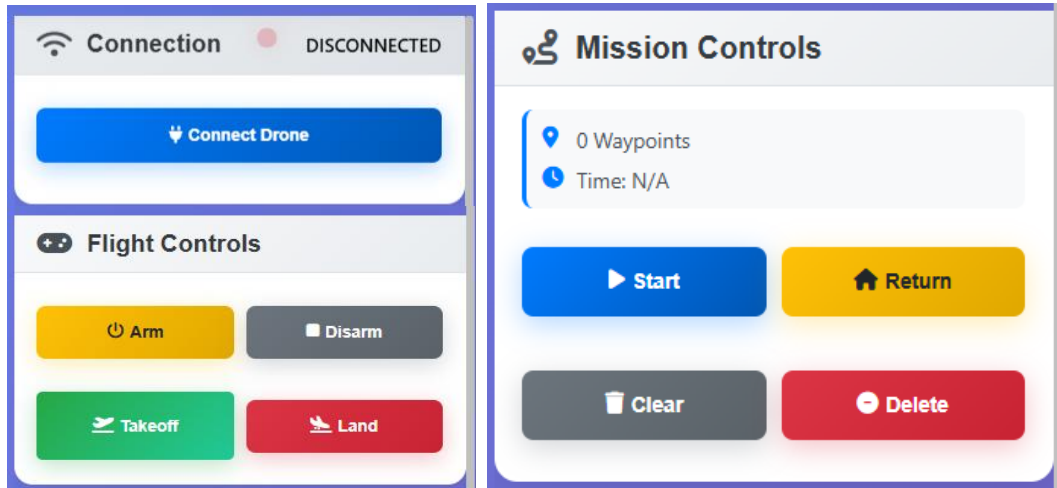 Connection DISCONNECTED
Connect Drone
Flight Controls
Arm Disarm
Takeoff Land
Mission Controls
0 Waypoints
Time: N/A
Start Return
Clear Delete